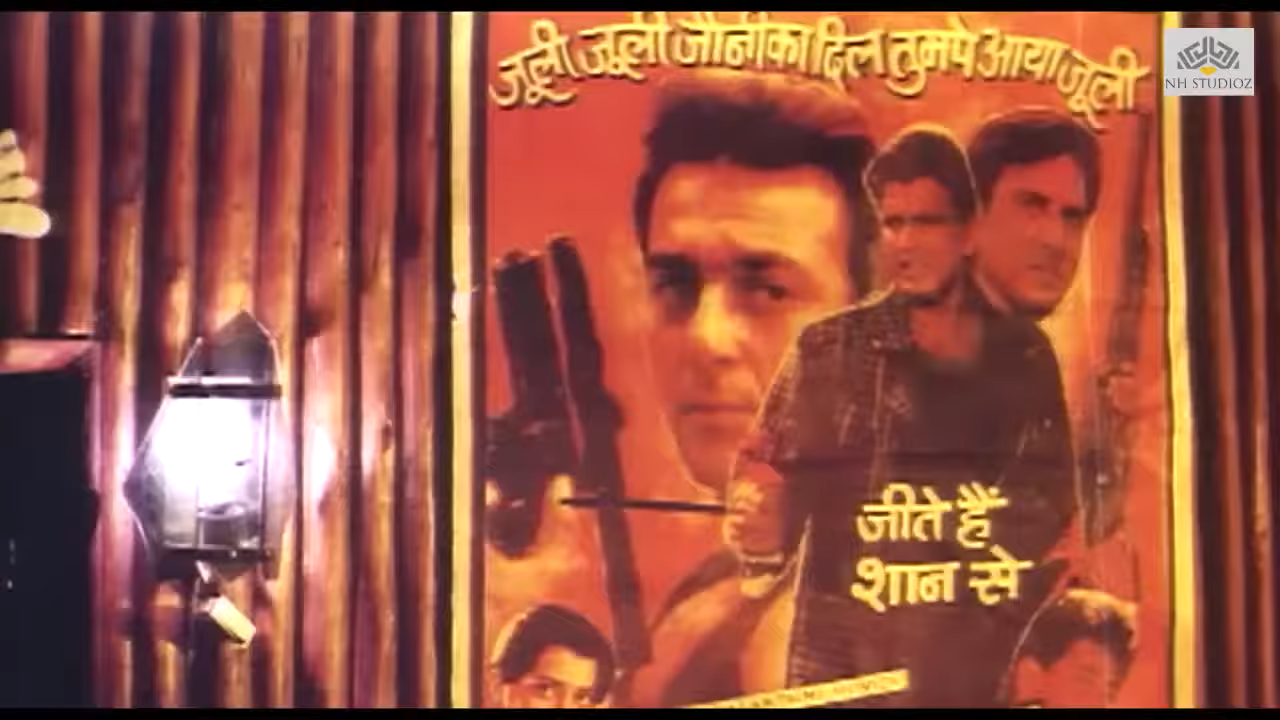 जूली जूली जौनी का दिल तुमपे आया जूली
NH STUDIOZ
जीते हैं
शान से